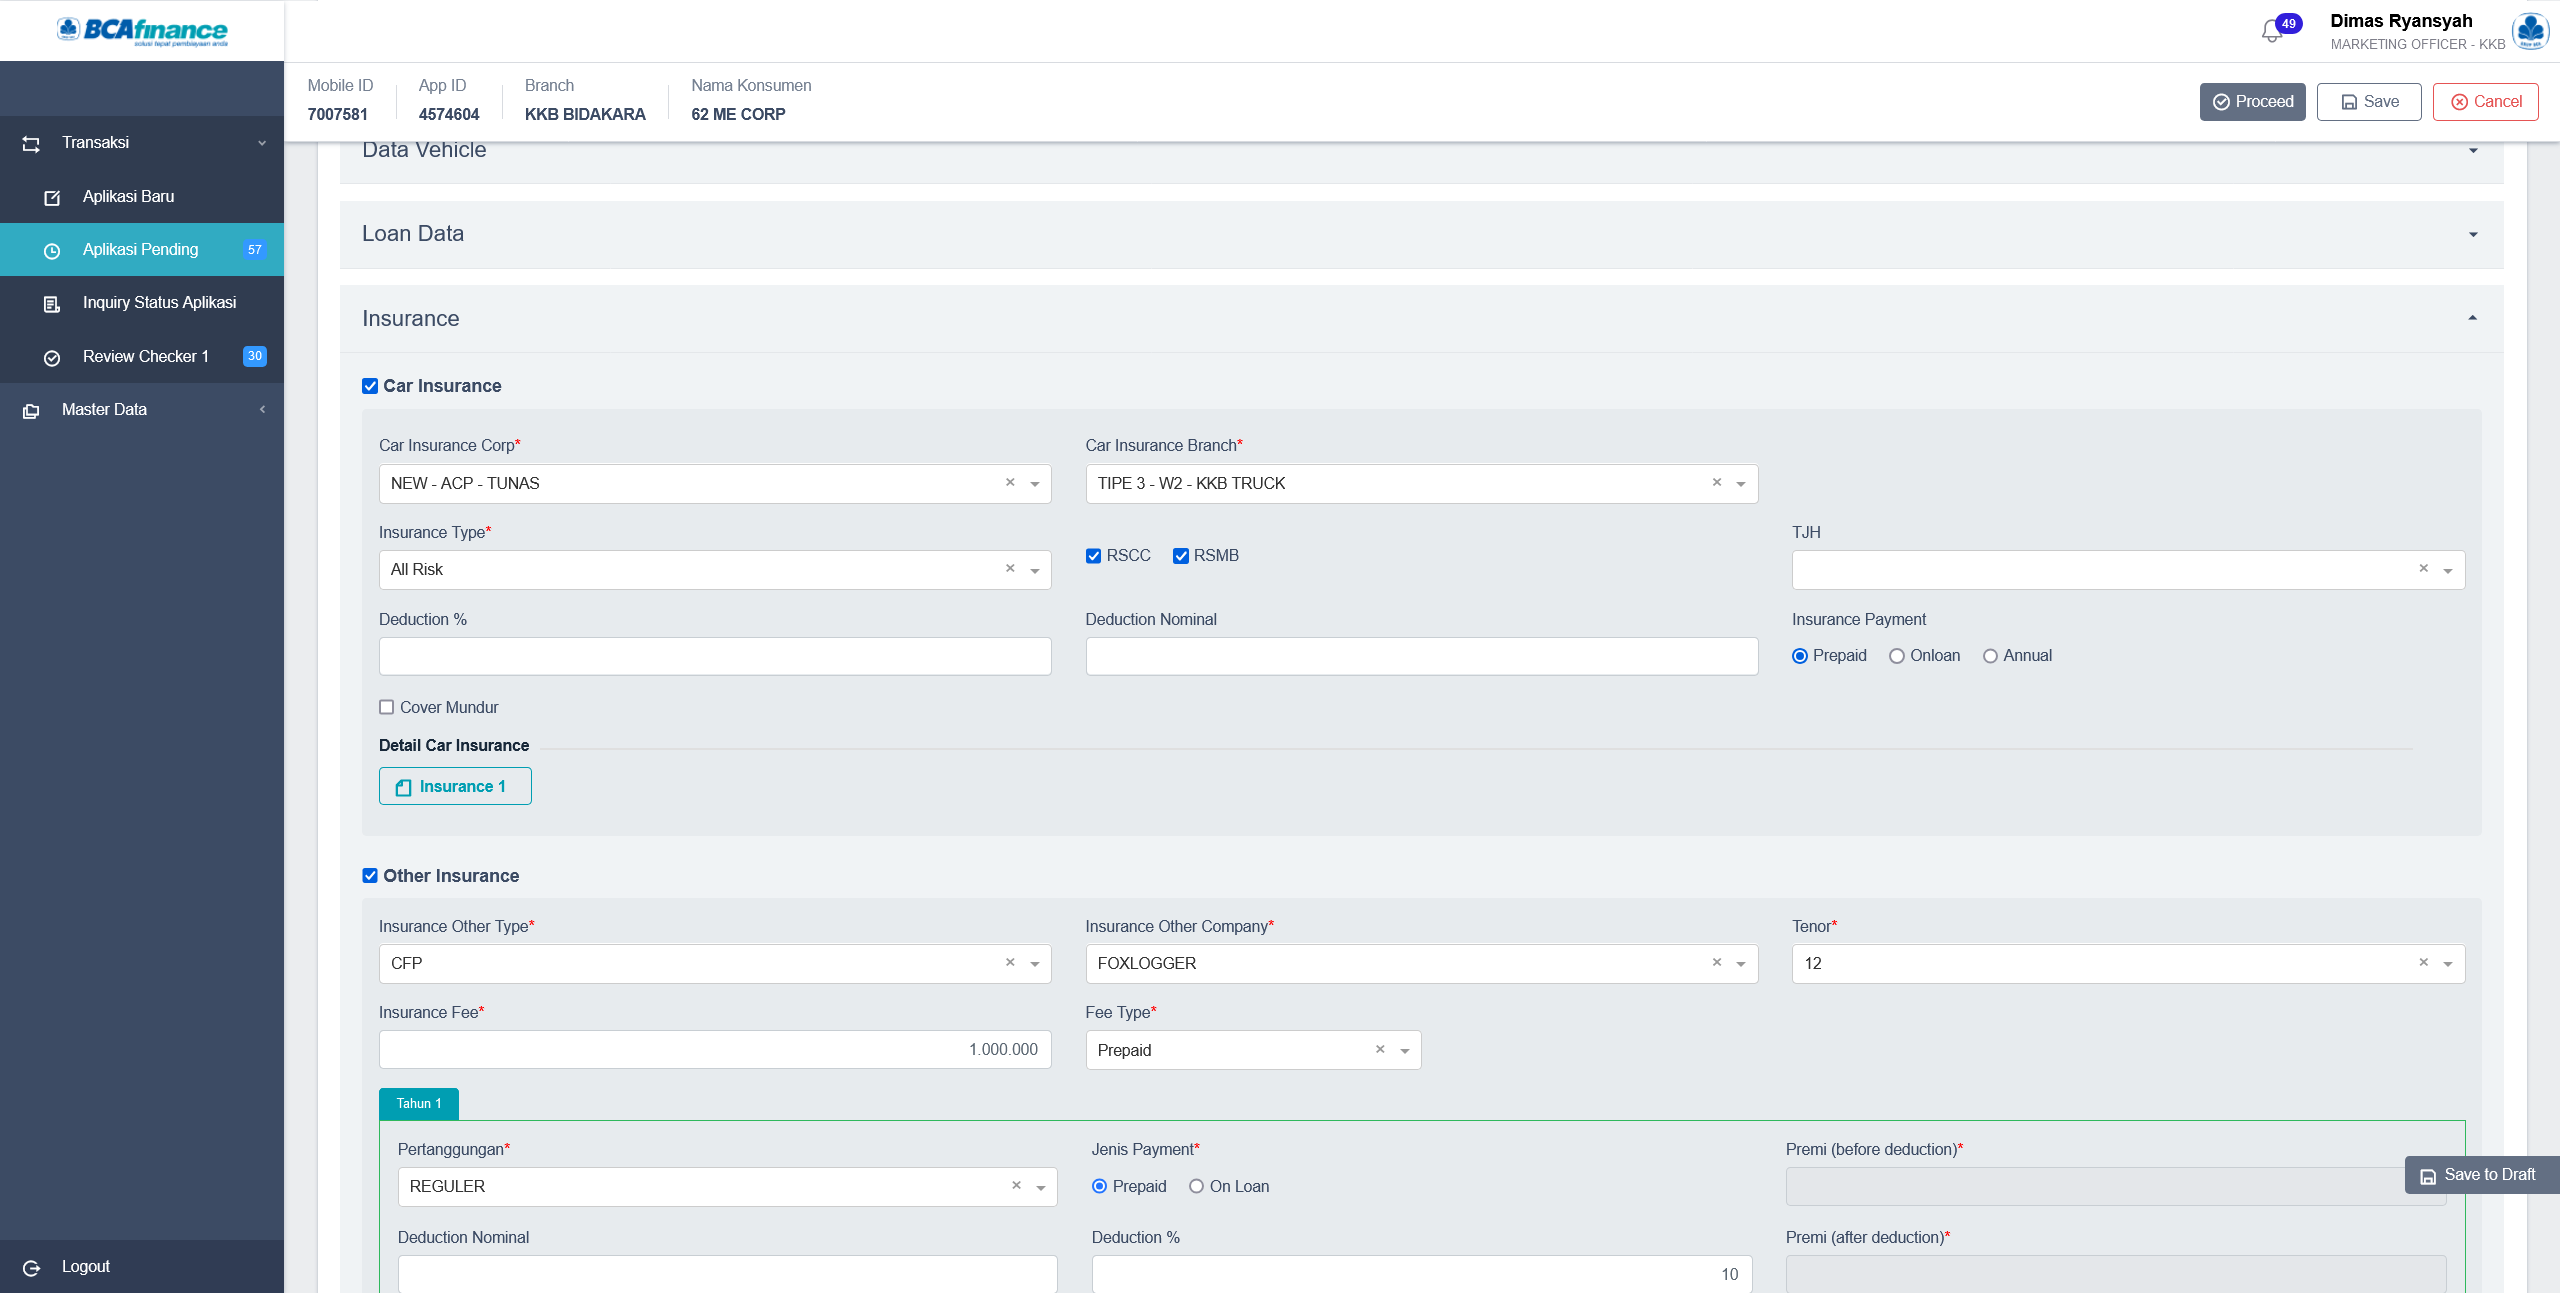 BCAfinance
solusi tepat pembiayaan anda
49
Dimas Ryansyah
MARKETING OFFICER - KKB
Mobile ID
7007581
App ID
4574604
Branch
KKB BIDAKARA
Nama Konsumen
62 ME CORP
Proceed
Save
Cancel
Transaksi
Aplikasi Baru
Aplikasi Pending
57
Inquiry Status Aplikasi
Review Checker 1
30
Master Data
Logout
Data Vehicle
Loan Data
Insurance
Car Insurance
Car Insurance Corp*
NEW - ACP - TUNAS
Car Insurance Branch*
TIPE 3 - W2 - KKB TRUCK
Insurance Type*
All Risk
RSCC
RSMB
TJH
Deduction %
Deduction Nominal
Insurance Payment
Prepaid
Onloan
Annual
Cover Mundur
Detail Car Insurance
Insurance 1
Other Insurance
Insurance Other Type*
CFP
Insurance Other Company*
FOXLOGGER
Tenor*
12
Insurance Fee*
1.000.000
Fee Type*
Prepaid
Tahun 1
Pertanggungan*
REGULER
Jenis Payment*
Prepaid
On Loan
Premi (before deduction)*
Save to Draft
Deduction Nominal
Deduction %
10
Premi (after deduction)*